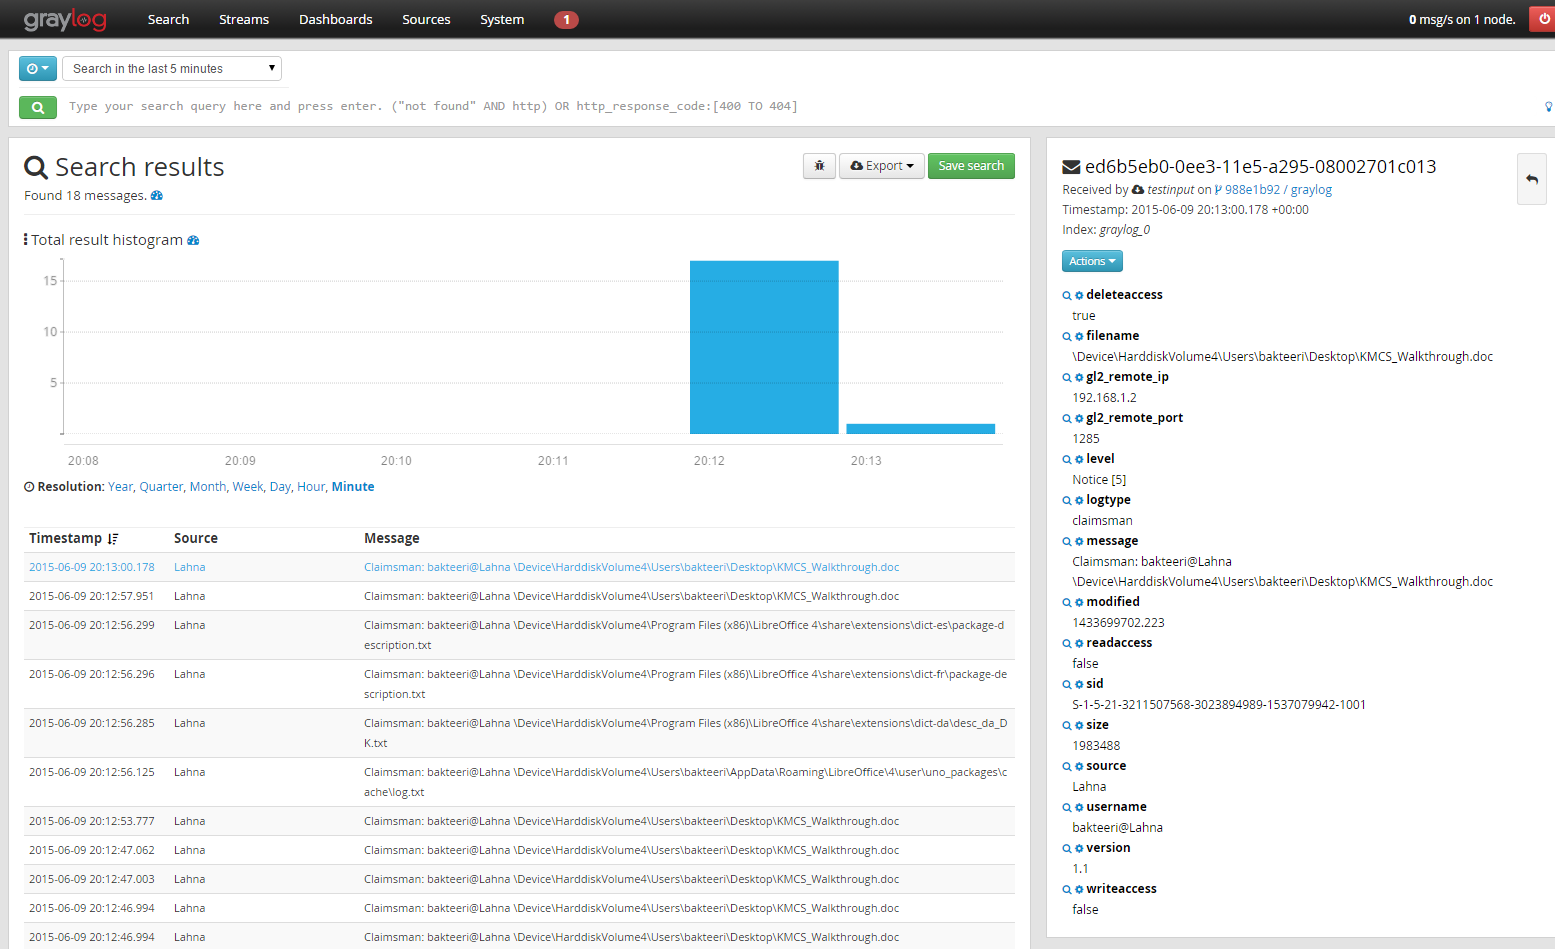 graylog Search Streams Dashboards Sources System 1 0 msg/s on 1 node.
Search in the last 5 minutes
Type your search query here and press enter. ("not found" AND http) OR http_response_code:[400 TO 404]
Search results
Export Save search
Found 18 messages.
Total result histogram
15
10
5
20:08 20:09 20:10 20:11 20:12 20:13
Resolution: Year, Quarter, Month, Week, Day, Hour, Minute
Timestamp Source Message
2015-06-09 20:13:00.178 Lahna Claimsman: bakteeri@Lahna \Device\HarddiskVolume4\Users\bakteeri\Desktop\KMCS_Walkthrough.doc
2015-06-09 20:12:57.951 Lahna Claimsman: bakteeri@Lahna \Device\HarddiskVolume4\Users\bakteeri\Desktop\KMCS_Walkthrough.doc
2015-06-09 20:12:56.299 Lahna Claimsman: bakteeri@Lahna \Device\HarddiskVolume4\Program Files (x86)\LibreOffice 4\share\extensions\dict-es\package-d
escription.txt
2015-06-09 20:12:56.296 Lahna Claimsman: bakteeri@Lahna \Device\HarddiskVolume4\Program Files (x86)\LibreOffice 4\share\extensions\dict-fr\package-de
scription.txt
2015-06-09 20:12:56.285 Lahna Claimsman: bakteeri@Lahna \Device\HarddiskVolume4\Program Files (x86)\LibreOffice 4\share\extensions\dict-da\desc_da_D
K.txt
2015-06-09 20:12:56.125 Lahna Claimsman: bakteeri@Lahna \Device\HarddiskVolume4\Users\bakteeri\AppData\Roaming\LibreOffice\4\user\uno_packages\c
ache\log.txt
2015-06-09 20:12:53.777 Lahna Claimsman: bakteeri@Lahna \Device\HarddiskVolume4\Users\bakteeri\Desktop\KMCS_Walkthrough.doc
2015-06-09 20:12:47.062 Lahna Claimsman: bakteeri@Lahna \Device\HarddiskVolume4\Users\bakteeri\Desktop\KMCS_Walkthrough.doc
2015-06-09 20:12:47.003 Lahna Claimsman: bakteeri@Lahna \Device\HarddiskVolume4\Users\bakteeri\Desktop\KMCS_Walkthrough.doc
2015-06-09 20:12:46.994 Lahna Claimsman: bakteeri@Lahna \Device\HarddiskVolume4\Users\bakteeri\Desktop\KMCS_Walkthrough.doc
2015-06-09 20:12:46.994 Lahna Claimsman: bakteeri@Lahna \Device\HarddiskVolume4\Users\bakteeri\Desktop\KMCS_Walkthrough.doc
ed6b5eb0-0ee3-11e5-a295-08002701c013
Received by testinput on 988e1b92 / graylog
Timestamp: 2015-06-09 20:13:00.178 +00:00
Index: graylog_0
Actions
deleteaccess
true
filename
\Device\HarddiskVolume4\Users\bakteeri\Desktop\KMCS_Walkthrough.doc
gl2_remote_ip
192.168.1.2
gl2_remote_port
1285
level
Notice [5]
logtype
claimsman
message
Claimsman: bakteeri@Lahna
\Device\HarddiskVolume4\Users\bakteeri\Desktop\KMCS_Walkthrough.doc
modified
1433699702.223
readaccess
false
sid
S-1-5-21-3211507568-3023894989-1537079942-1001
size
1983488
source
Lahna
username
bakteeri@Lahna
version
1.1
writeaccess
false